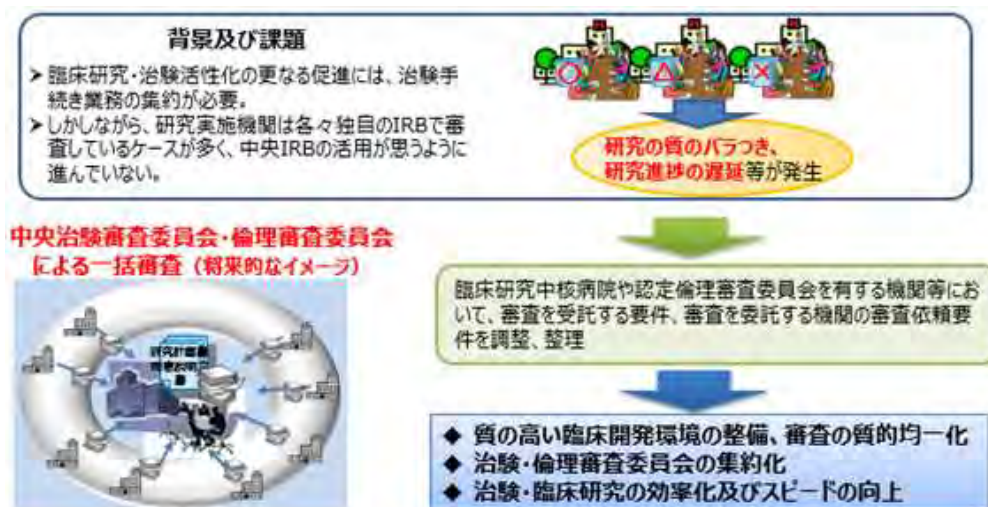 背景及び課題
➤ 臨床研究・治験活性化の更なる促進には、治験手
続き業務の集約が必要。
➤ しかしながら、研究実施機関は各々独自のIRBで審
査しているケースが多く、中央IRBの活用が思うように
進んでいない。
○ △ ×
研究の質のバラつき、
研究進捗の遅延等が発生
中央治験審査委員会・倫理審査委員会
による一括審査（将来的なイメージ）
研究計画書
書
臨床研究中核病院や認定倫理審査委員会を有する機関等にお
いて、審査を受託する要件、審査を委託する機関の審査依頼要
件を調整、整理
◆ 質の高い臨床開発環境の整備、審査の質的均一化
◆ 治験・倫理審査委員会の集約化
◆ 治験・臨床研究の効率化及びスピードの向上